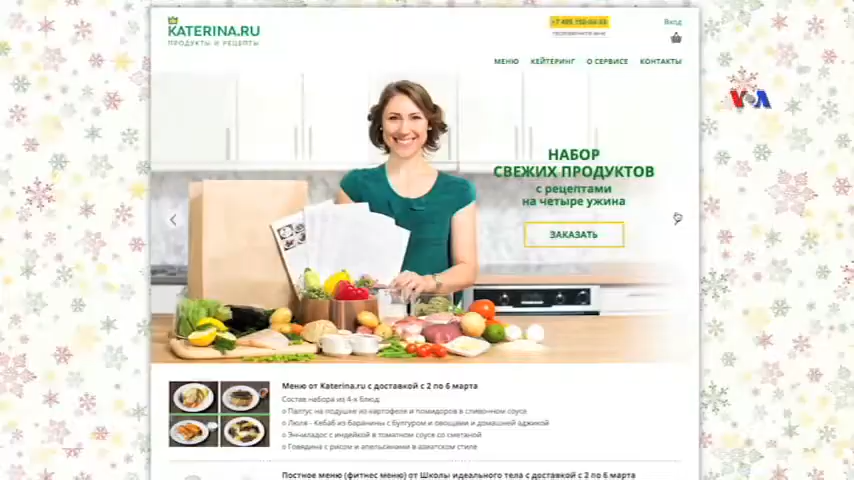 KATERINA.RU
ПРОДУКТЫ И РЕЦЕПТЫ
Вход
МЕНЮ КЕЙТЕРИНГ О СЕРВИСЕ КОНТАКТЫ
VOA
НАБОР
СВЕЖИХ ПРОДУКТОВ
с рецептами
на четыре ужина
ЗАКАЗАТЬ
Меню от Katerina.ru с доставкой с 2 по 6 марта
Состав набора из 4-х блюд:
o Палтус на подушке из картофеля и помидоров в сливочном соусе
o Люля - Кебаб из баранины с булгуром и овощами и домашней аджикой
o Энчиладос с индейкой в томатном соусе со сметаной
o Говядина с рисом и апельсинами в азиатском стиле
Постное меню (фитнес меню) от Школы идеального тела с доставкой с 2 по 6 марта